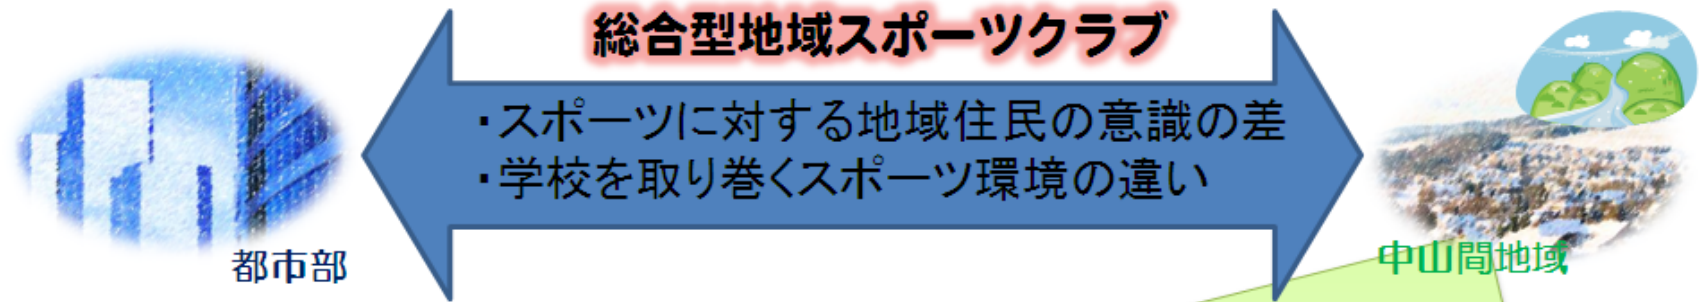 総合型地域スポーツクラブ
・スポーツに対する地域住民の意識の差
・学校を取り巻くスポーツ環境の違い
都市部
中山間地域